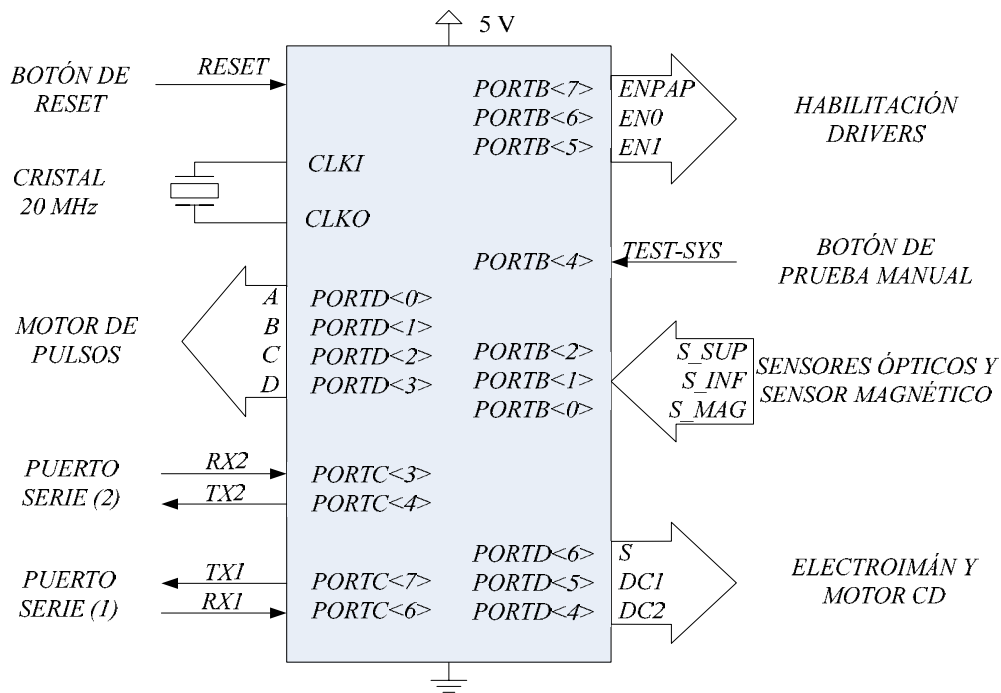 5 V
BOTÓN DE
RESET
RESET
CRISTAL
20 MHz
CLKI
CLKO
MOTOR DE
PULSOS
A PORTD<0>
B PORTD<1>
C PORTD<2>
D PORTD<3>
PUERTO
SERIE (2)
RX2 PORTC<3>
TX2 PORTC<4>
PUERTO
SERIE (1)
TX1 PORTC<7>
RX1 PORTC<6>
PORTB<7> ENPAP
PORTB<6> EN0
PORTB<5> EN1
HABILITACIÓN
DRIVERS
PORTB<4> TEST-SYS
BOTÓN DE
PRUEBA MANUAL
PORTB<2> S_SUP
PORTB<1> S_INF
PORTB<0> S_MAG
SENSORES ÓPTICOS Y
SENSOR MAGNÉTICO
PORTD<6> S
PORTD<5> DC1
PORTD<4> DC2
ELECTROIMÁN Y
MOTOR CD